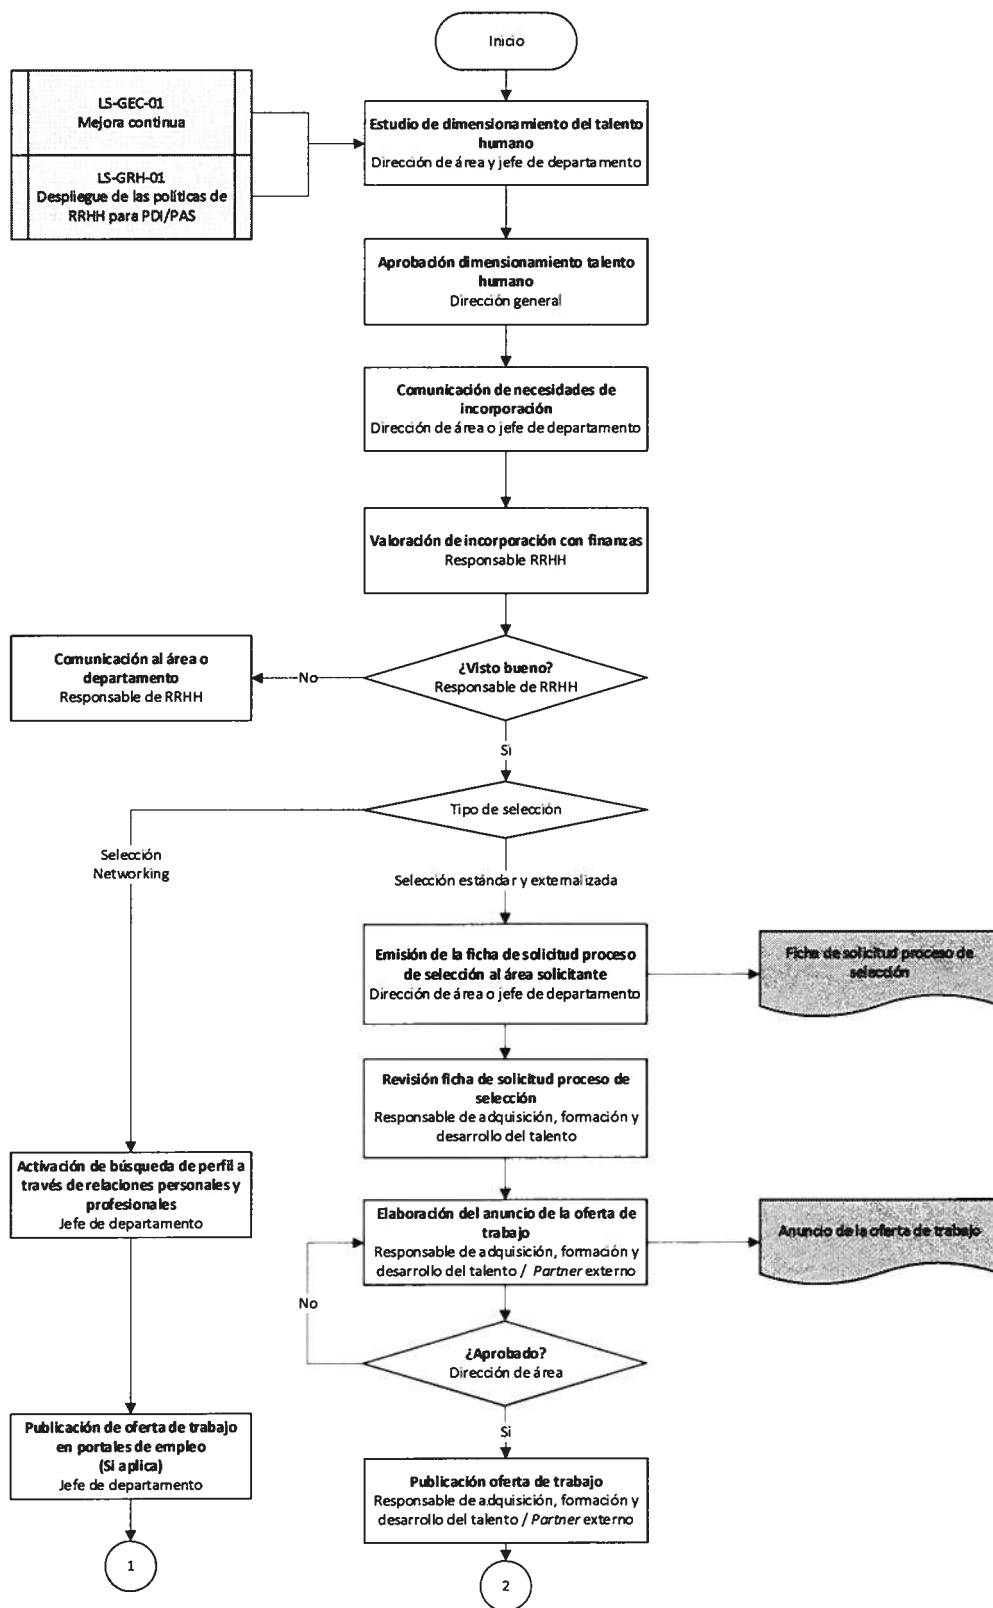 Inicio
LS-GEC-01
Mejora continua
LS-GRH-01
Despliegue de las políticas de
RRHH para PDI/PAS
Estudio de dimensionamiento del talento
humano
Dirección de área y jefe de departamento
Aprobación dimensionamiento talento
humano
Dirección general
Comunicación de necesidades de
incorporación
Dirección de área o jefe de departamento
Valoración de incorporación con finanzas
Responsable RRHH
¿Visto bueno?
Responsable de RRHH
No
Comunicación al área o
departamento
Responsable de RRHH
Si
Tipo de selección
Selección
Networking
Selección estándar y externalizada
Emisión de la ficha de solicitud proceso
de selección al área solicitante
Dirección de área o jefe de departamento
Ficha de solicitud proceso de
selección
Revisión ficha de solicitud proceso de
selección
Responsable de adquisición, formación y
desarrollo del talento
Activación de búsqueda de perfil a
través de relaciones personales y
profesionales
Jefe de departamento
Elaboración del anuncio de la oferta de
trabajo
Responsable de adquisición, formación y
desarrollo del talento / Partner externo
Anuncio de la oferta de trabajo
No
¿Aprobado?
Dirección de área
Si
Publicación de oferta de trabajo
en portales de empleo
(Si aplica)
Jefe de departamento
Publicación oferta de trabajo
Responsable de adquisición, formación y
desarrollo del talento / Partner externo
1
2